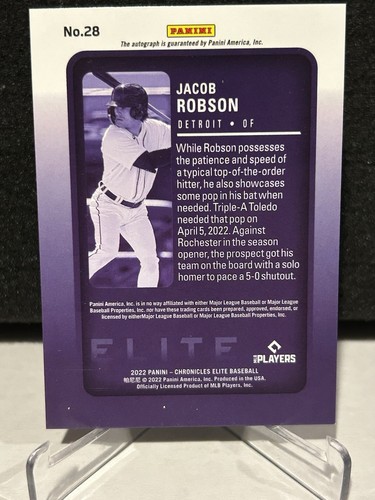 No.28
PANINI
The autograph is guaranteed by Panini America, Inc.
JACOB
ROBSON
DETROIT • OF
While Robson possesses
the patience and speed of
a typical top-of-the-order
hitter, he also showcases
some pop in his bat when
needed. Triple-A Toledo
needed that pop on
April 5, 2022. Against
Rochester in the season
opener, the prospect got his
team on the board with a solo
homer to pace a 5-0 shutout.
Panini America, Inc. is in no way affiliated with either Major League Baseball or Major League
Baseball Properties, Inc. nor have these trading cards been prepared, approved, endorsed, or
licensed by eitherMajor League Baseball or Major League Baseball Properties, Inc.
ELITE
PLAYERS
2022 PANINI – CHRONICLES ELITE BASEBALL
帕尼尼 © 2022 Panini America, Inc. Produced in the USA.
Officially Licensed Product of MLB Players, Inc.